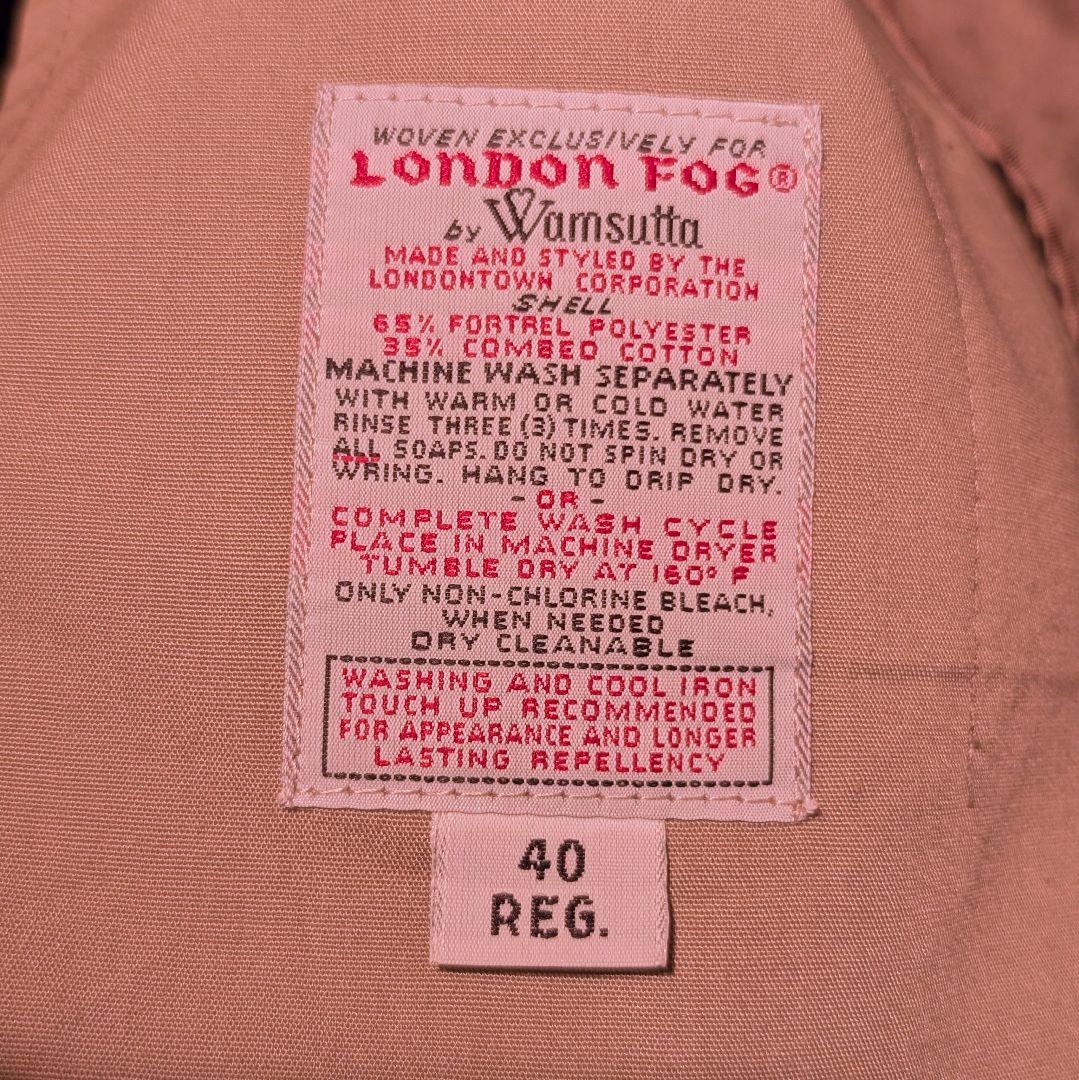 WOVEN EXCLUSIVELY FOR
LONDON FOG®
by Wamsutta
MADE AND STYLED BY THE
LONDONTOWN CORPORATION
SHELL
65% FORTREL POLYESTER
35% COMBED COTTON
MACHINE WASH SEPARATELY
WITH WARM OR COLD WATER
RINSE THREE (3) TIMES. REMOVE
ALL SOAPS. DO NOT SPIN DRY OR
WRING. HANG TO DRIP DRY.
- OR -
COMPLETE WASH CYCLE
PLACE IN MACHINE DRYER
TUMBLE DRY AT 160° F
ONLY NON-CHLORINE BLEACH,
WHEN NEEDED
DRY CLEANABLE
WASHING AND COOL IRON
TOUCH UP RECOMMENDED
FOR APPEARANCE AND LONGER
LASTING REPELLENCY
40
REG.